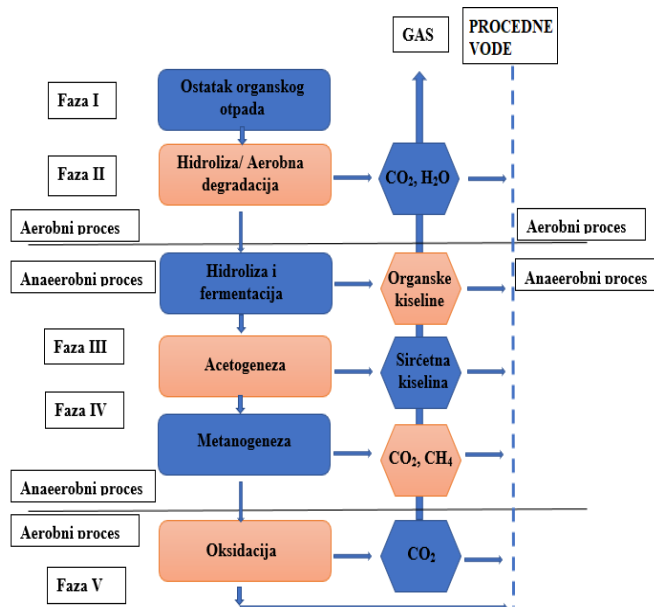 GAS
PROCEDNE
VODE
Faza I
Ostatak organskog
otpada
Faza II
Hidroliza/ Aerobna
degradacija
CO₂, H₂O
Aerobni proces
Aerobni proces
Anaeerobni proces
Hidroliza i
fermentacija
Organske
kiseline
Anaeerobni proces
Faza III
Acetogeneza
Sirćetna
kiselina
Faza IV
Metanogeneza
CO₂, CH₄
Anaeerobni proces
Aerobni proces
Oksidacija
CO₂
Faza V